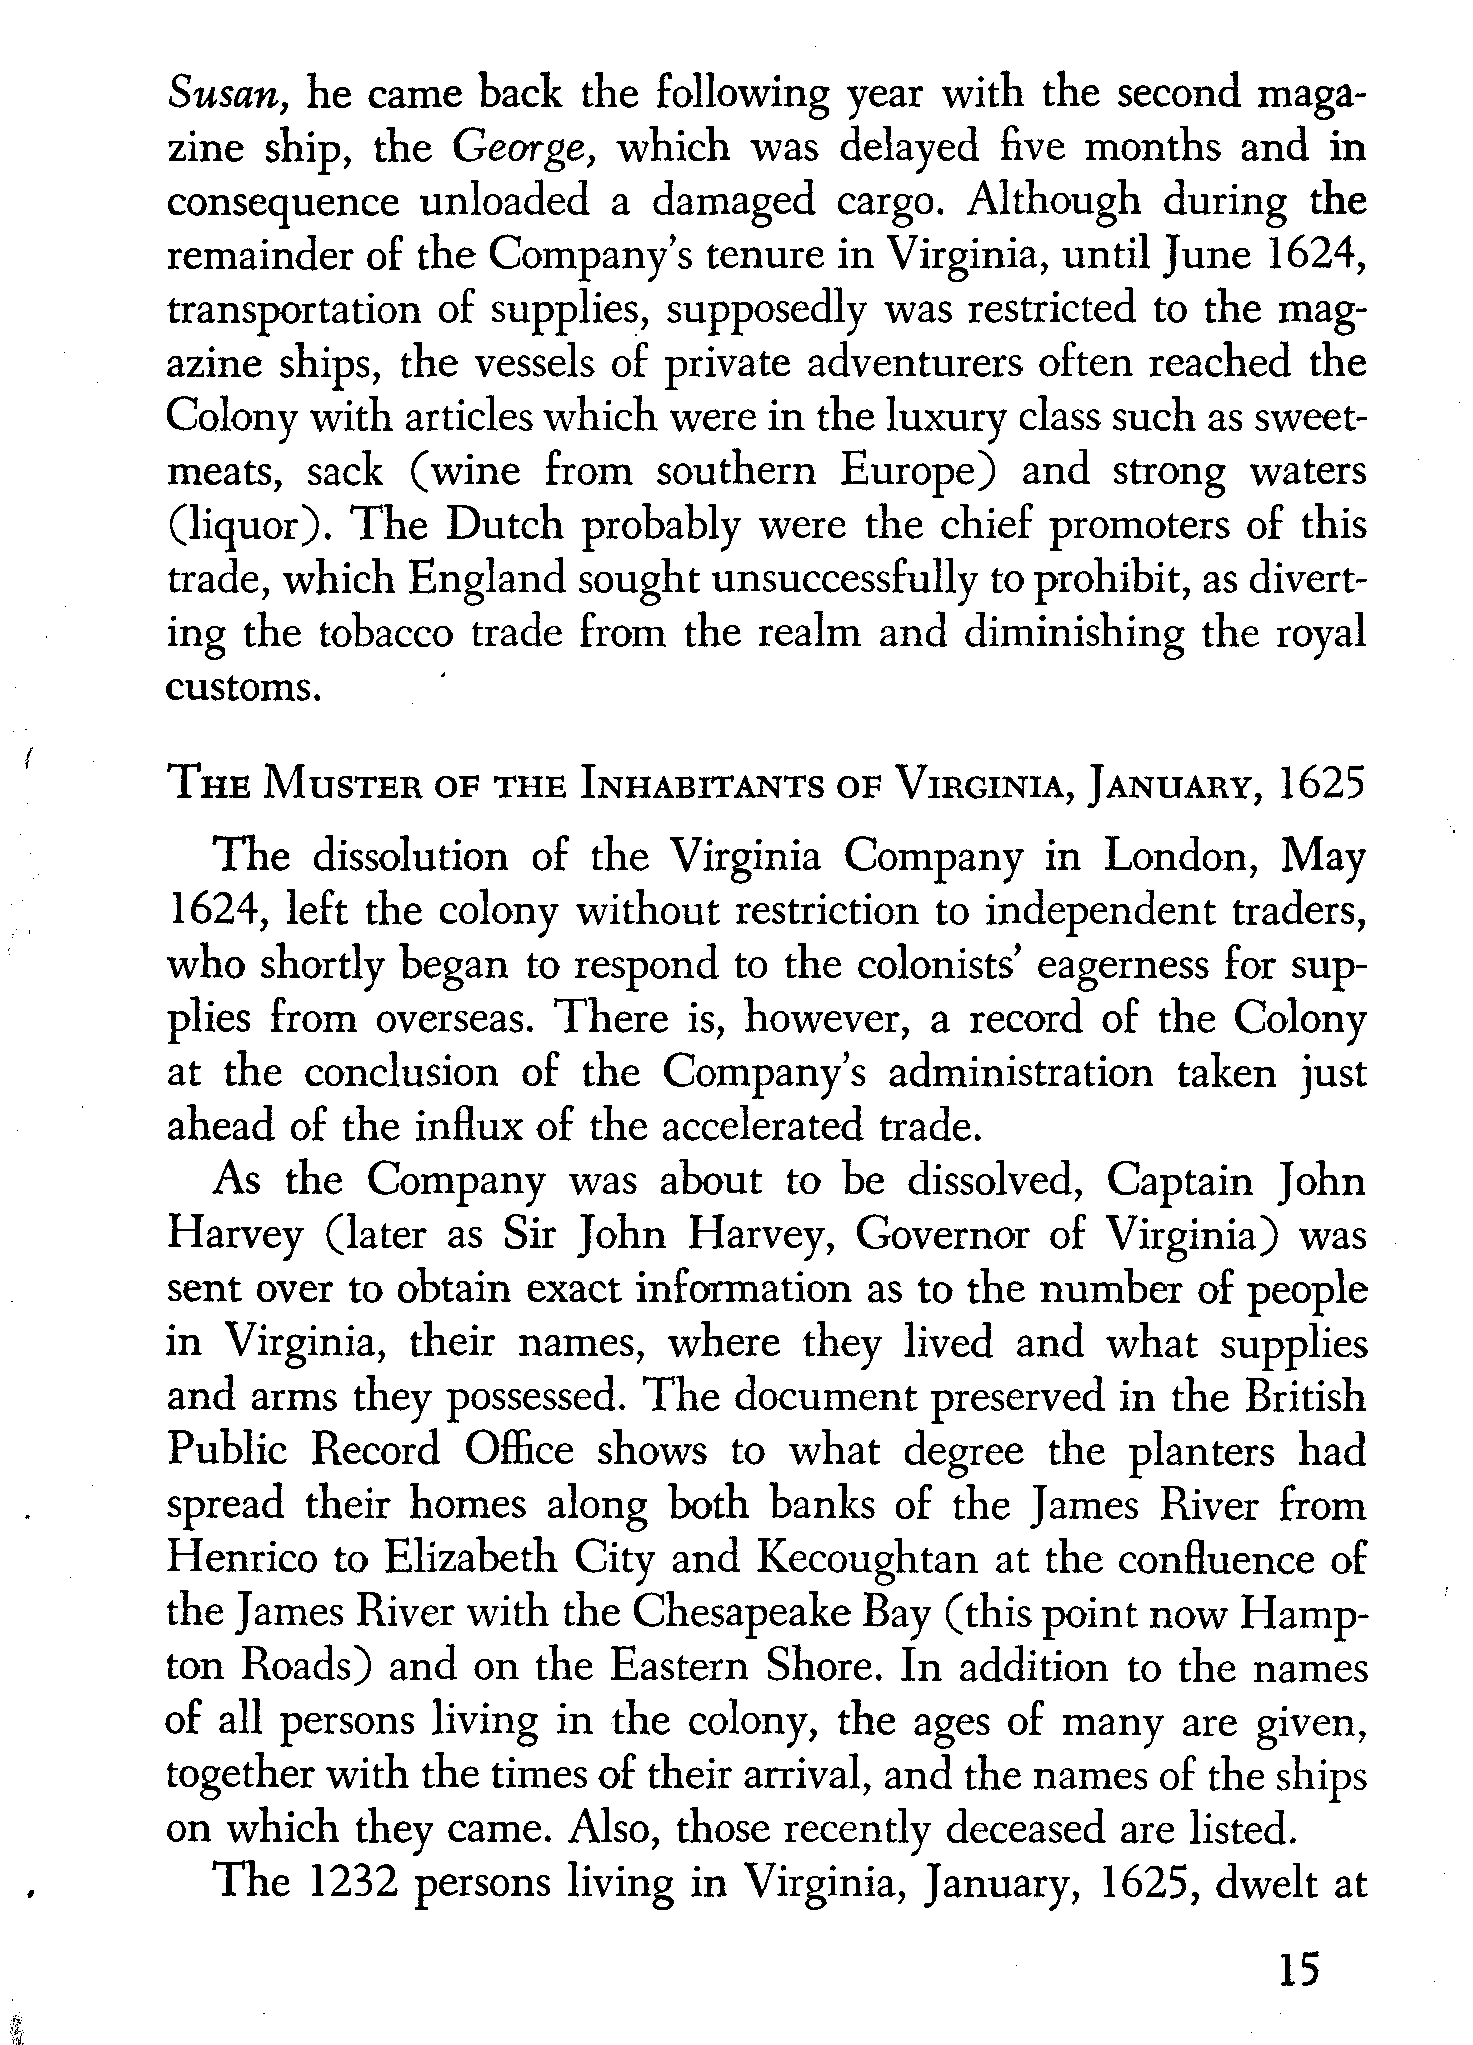 Susan, he came back the following year with the second maga-
zine ship, the George, which was delayed five months and in
consequence unloaded a damaged cargo. Although during the
remainder of the Company's tenure in Virginia, until June 1624,
transportation of supplies, supposedly was restricted to the mag-
azine ships, the vessels of private adventurers often reached the
Colony with articles which were in the luxury class such as sweet-
meats, sack (wine from southern Europe) and strong waters
(liquor). The Dutch probably were the chief promoters of this
trade, which England sought unsuccessfully to prohibit, as divert-
ing the tobacco trade from the realm and diminishing the royal
customs.
The Muster of the Inhabitants of Virginia, January, 1625
The dissolution of the Virginia Company in London, May
1624, left the colony without restriction to independent traders,
who shortly began to respond to the colonists' eagerness for sup-
plies from overseas. There is, however, a record of the Colony
at the conclusion of the Company's administration taken just
ahead of the influx of the accelerated trade.
As the Company was about to be dissolved, Captain John
Harvey (later as Sir John Harvey, Governor of Virginia) was
sent over to obtain exact information as to the number of people
in Virginia, their names, where they lived and what supplies
and arms they possessed. The document preserved in the British
Public Record Office shows to what degree the planters had
spread their homes along both banks of the James River from
Henrico to Elizabeth City and Kecoughtan at the confluence of
the James River with the Chesapeake Bay (this point now Hamp-
ton Roads) and on the Eastern Shore. In addition to the names
of all persons living in the colony, the ages of many are given,
together with the times of their arrival, and the names of the ships
on which they came. Also, those recently deceased are listed.
The 1232 persons living in Virginia, January, 1625, dwelt at
15